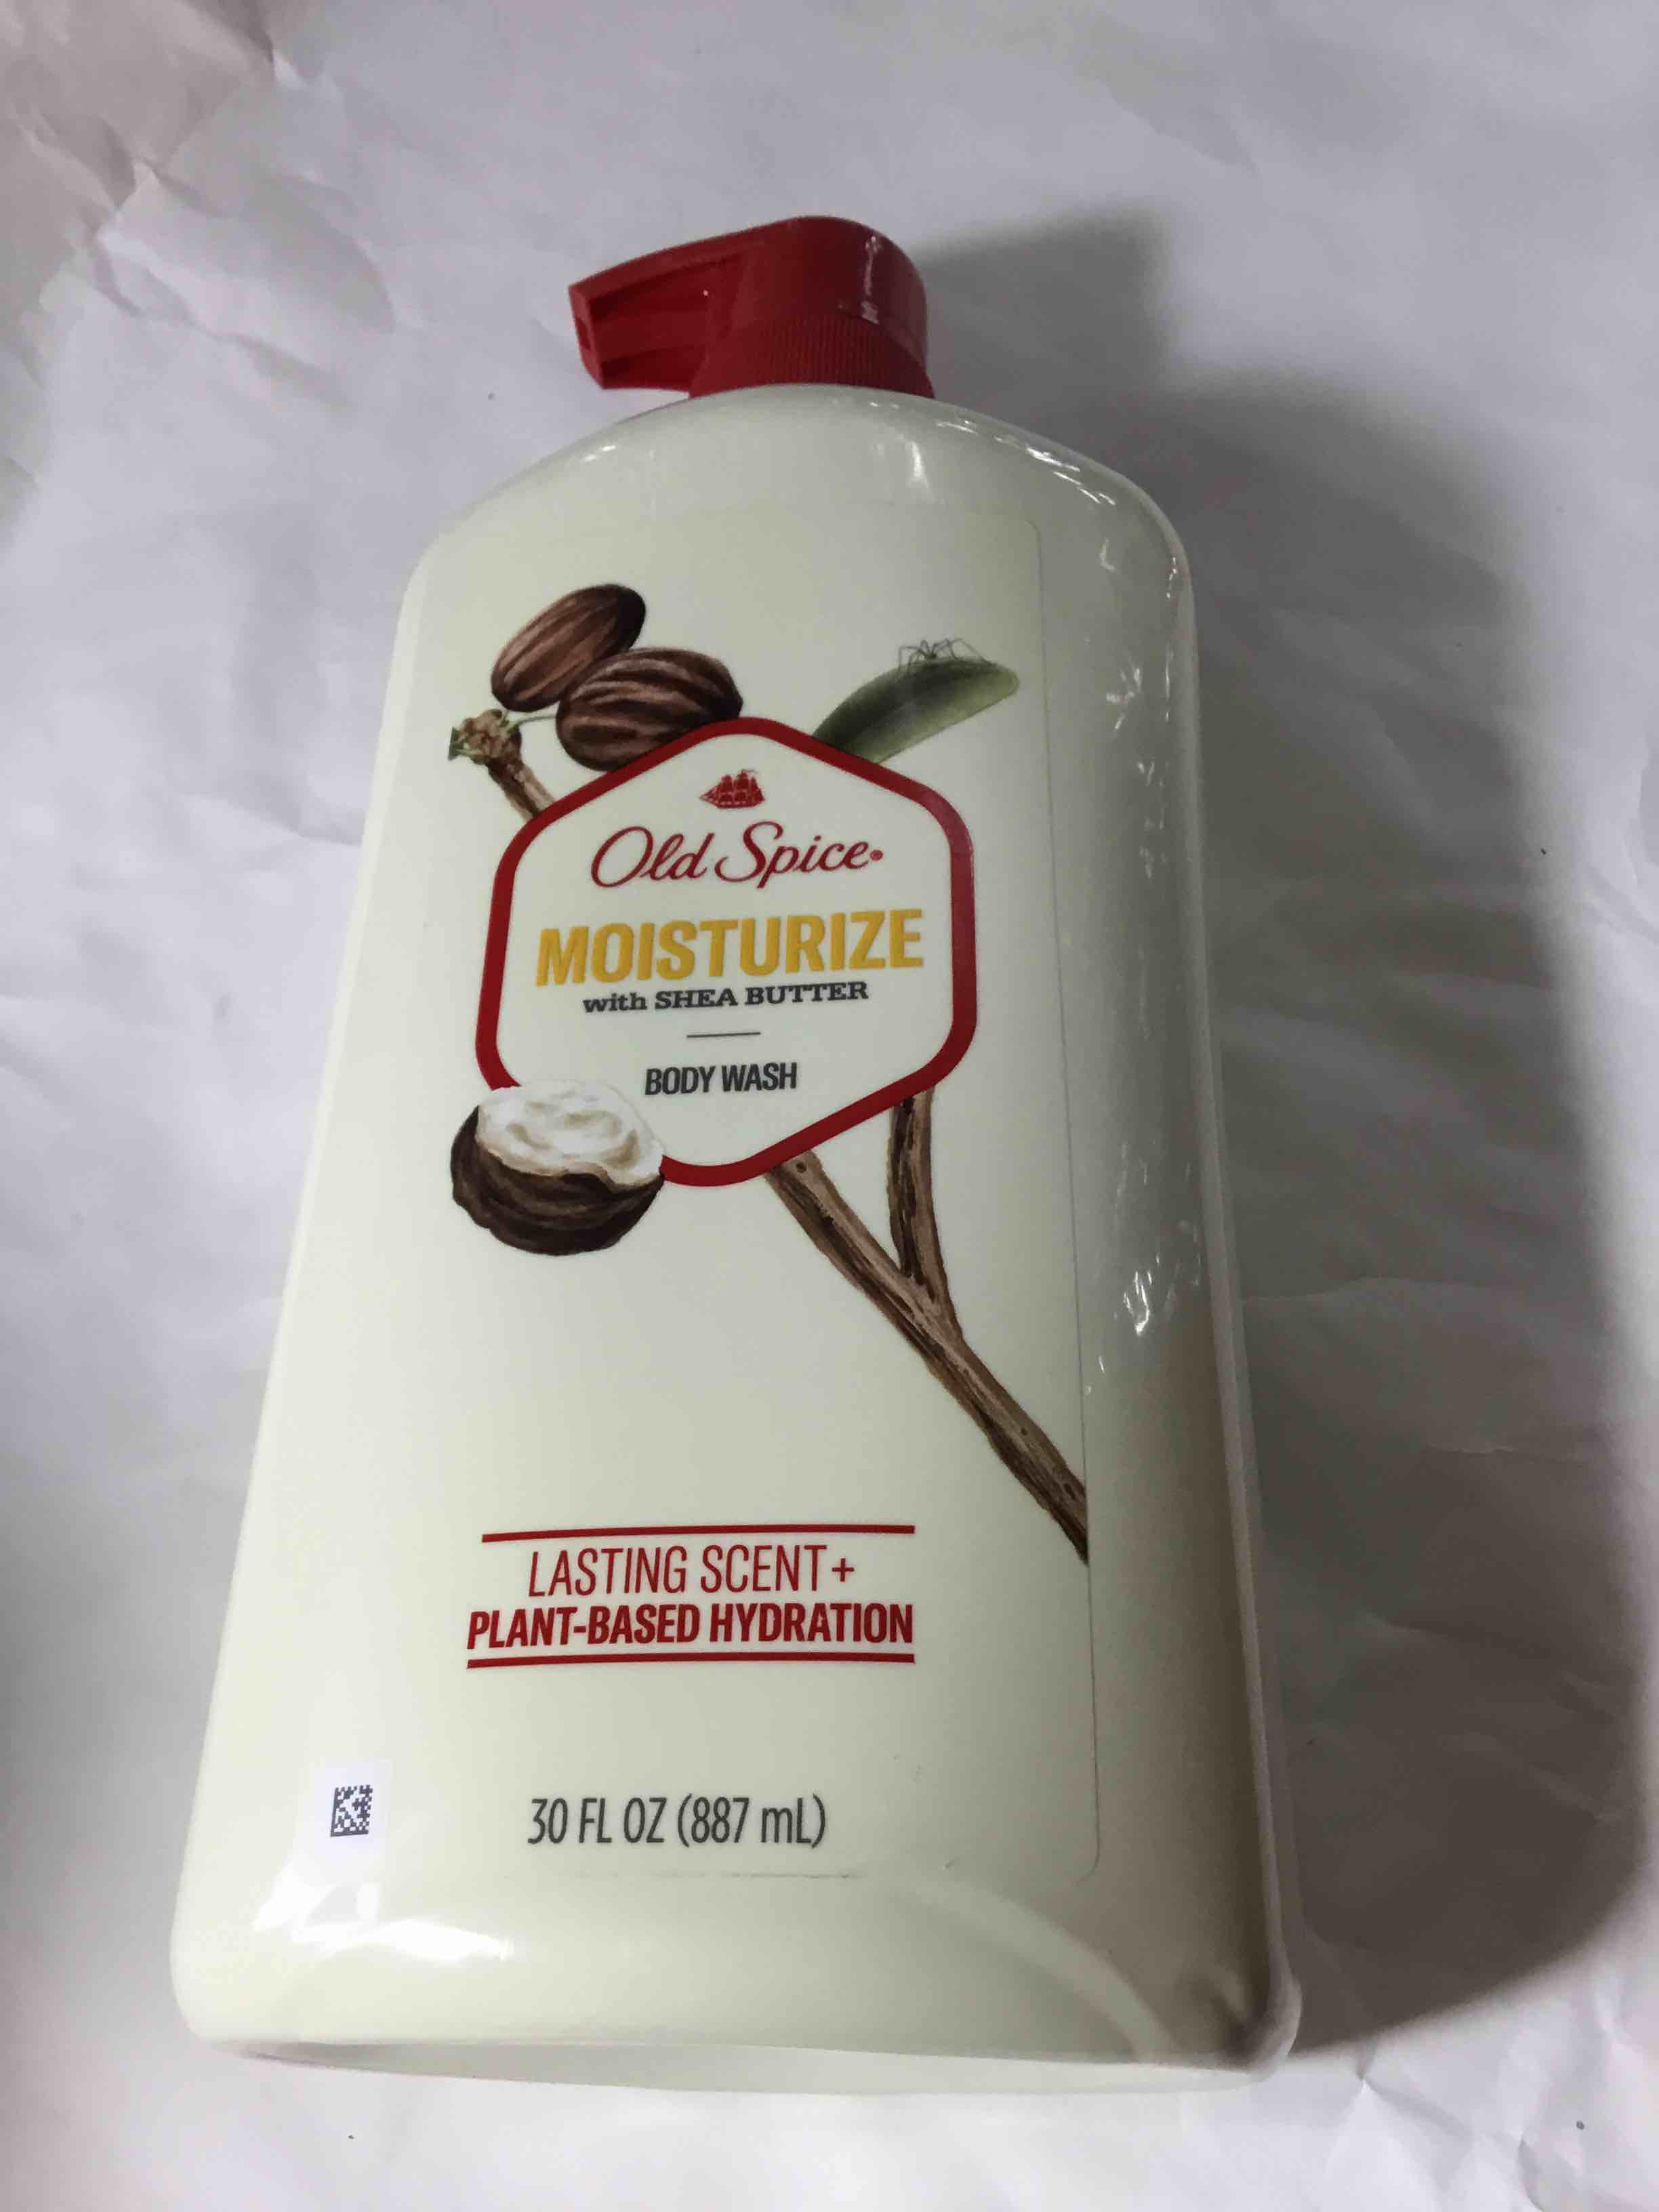 Old Spice®
MOISTURIZE
with SHEA BUTTER
BODY WASH
LASTING SCENT+
PLANT-BASED HYDRATION
30 FL OZ (887 mL)